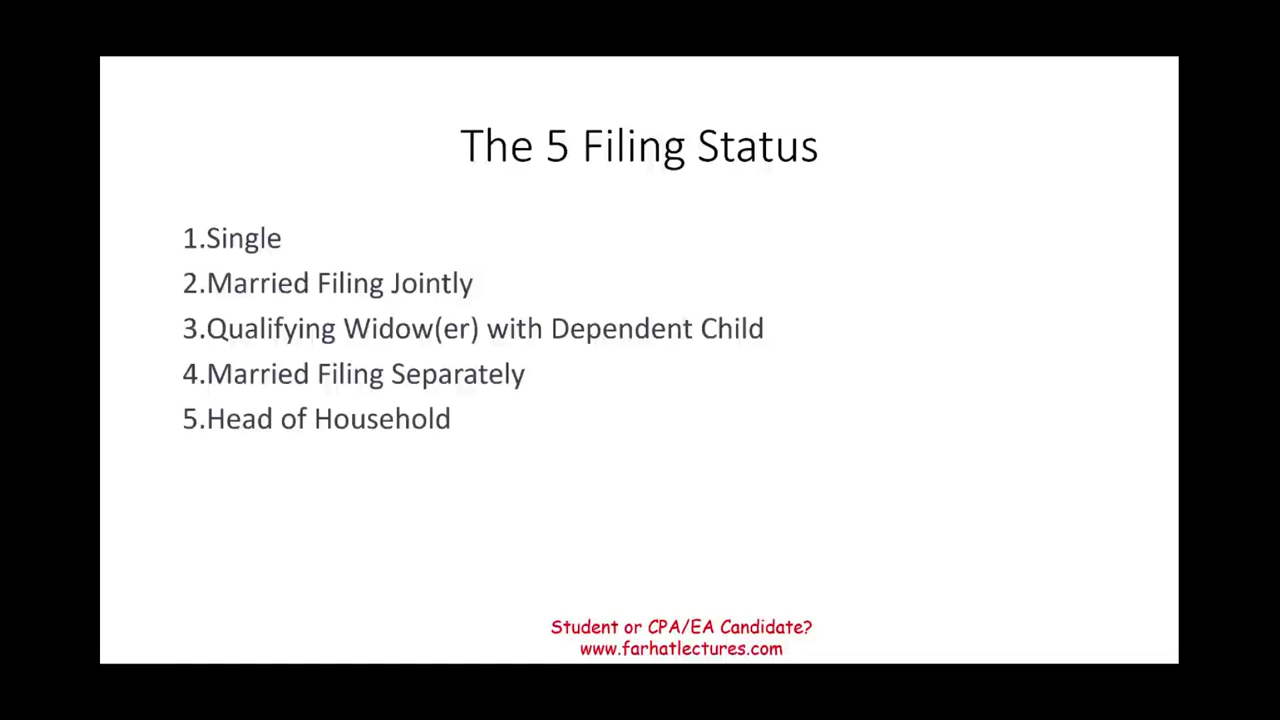 The 5 Filing Status
1.Single
2.Married Filing Jointly
3.Qualifying Widow(er) with Dependent Child
4.Married Filing Separately
5.Head of Household
Student or CPA/EA Candidate?
www.farhatlectures.com